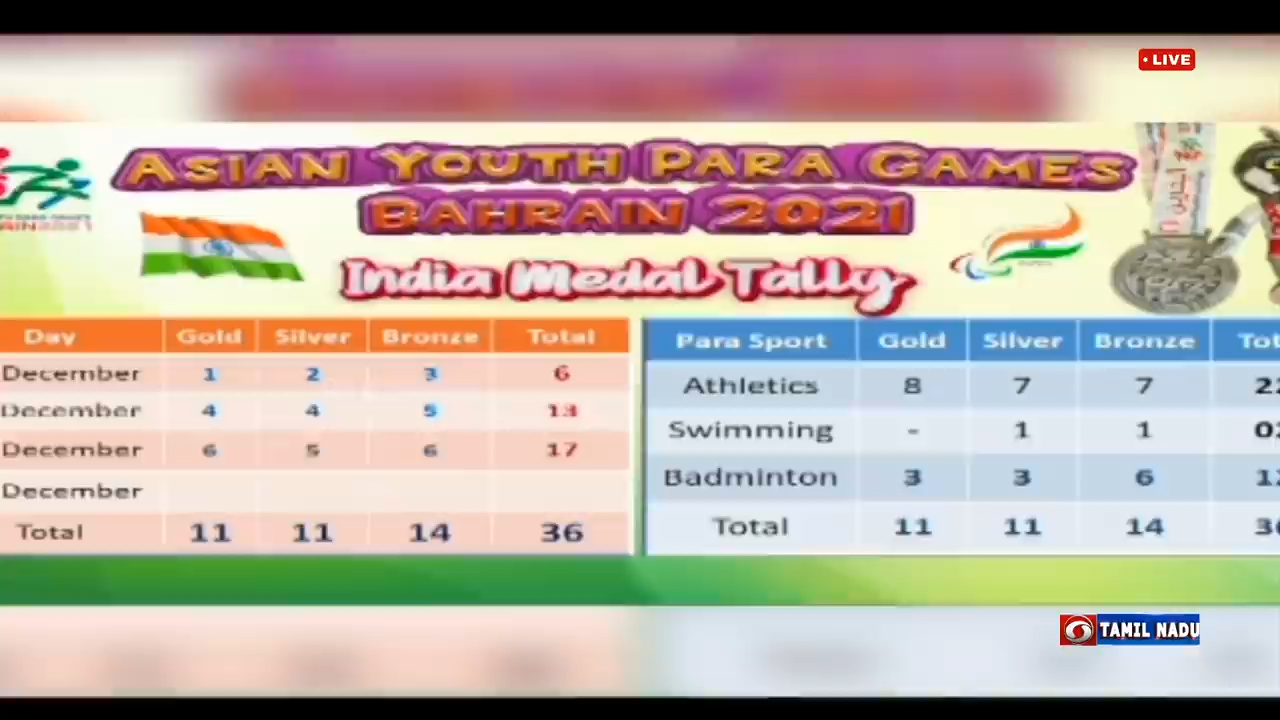 LIVE
ASIAN YOUTH PARA GAMES
BAHRAIN 2021
India Medal Tally
Day Gold Silver Bronze Total
December 1 2 3 6
December 4 4 5 13
December 6 5 6 17
December
Total 11 11 14 36
Para Sport Gold Silver Bronze
Athletics 8 7 7
Swimming - 1 1
Badminton 3 3 6
Total 11 11 14
TAMIL NADU